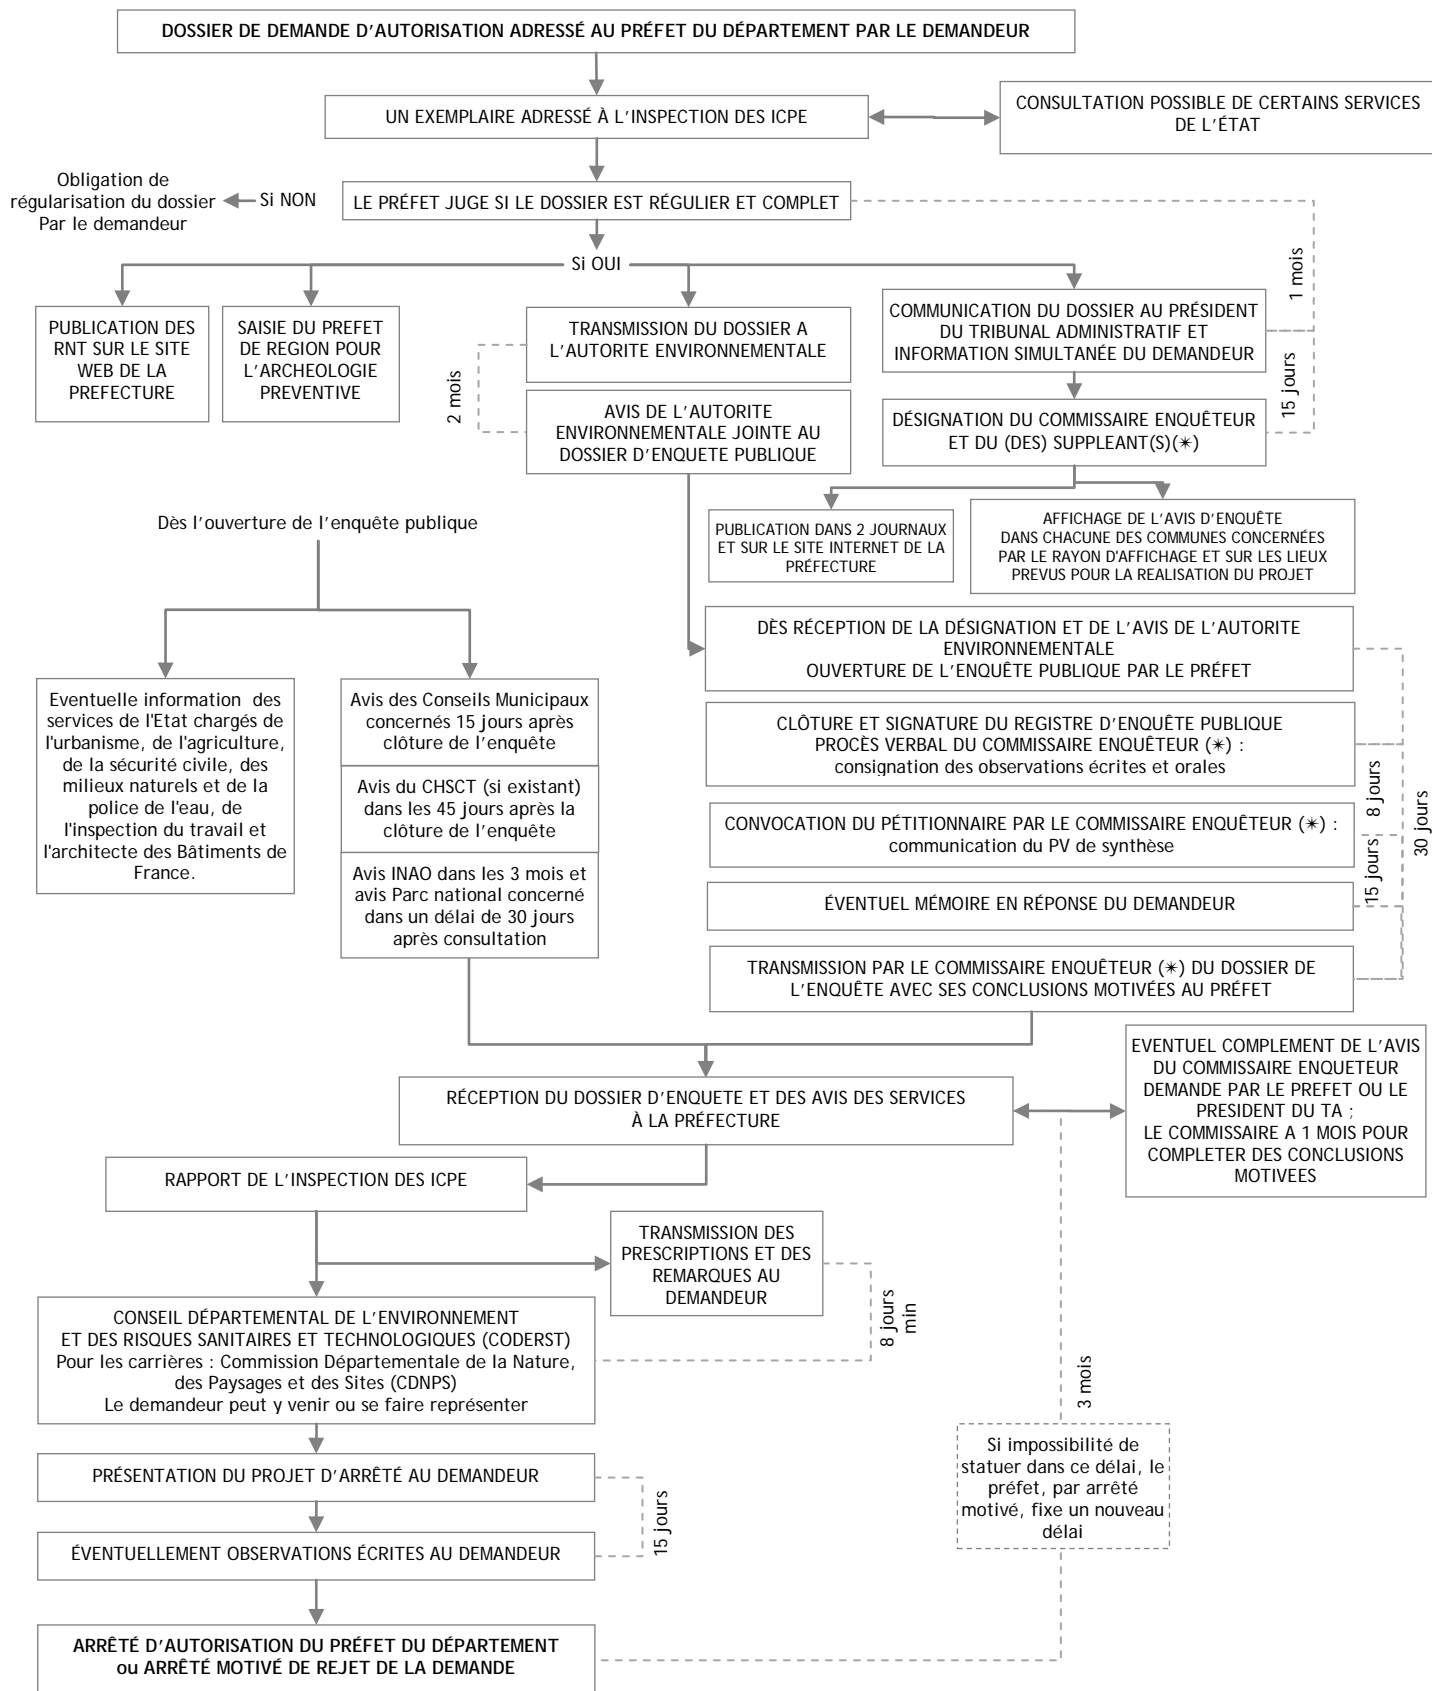 DOSSIER DE DEMANDE D'AUTORISATION ADRESSÉ AU PRÉFET DU DÉPARTEMENT PAR LE DEMANDEUR
UN EXEMPLAIRE ADRESSÉ À L'INSPECTION DES ICPE
CONSULTATION POSSIBLE DE CERTAINS SERVICES
DE L'ÉTAT
Obligation de
régularisation du dossier
Par le demandeur
Si NON
LE PRÉFET JUGE SI LE DOSSIER EST RÉGULIER ET COMPLET
1 mois
Si OUI
PUBLICATION DES
RNT SUR LE SITE
WEB DE LA
PREFECTURE
SAISIE DU PREFET
DE REGION POUR
L'ARCHEOLOGIE
PREVENTIVE
TRANSMISSION DU DOSSIER A
L'AUTORITE ENVIRONNEMENTALE
COMMUNICATION DU DOSSIER AU PRÉSIDENT
DU TRIBUNAL ADMINISTRATIF ET
INFORMATION SIMULTANÉE DU DEMANDEUR
2 mois
15 jours
AVIS DE L'AUTORITE
ENVIRONNEMENTALE JOINTE AU
DOSSIER D'ENQUETE PUBLIQUE
DÉSIGNATION DU COMMISSAIRE ENQUÊTEUR
ET DU (DES) SUPPLEANT(S)(✶)
PUBLICATION DANS 2 JOURNAUX
ET SUR LE SITE INTERNET DE LA
PRÉFECTURE
AFFICHAGE DE L'AVIS D'ENQUÊTE
DANS CHACUNE DES COMMUNES CONCERNÉES
PAR LE RAYON D'AFFICHAGE ET SUR LES LIEUX
PREVUS POUR LA REALISATION DU PROJET
Dès l'ouverture de l'enquête publique
DÈS RÉCEPTION DE LA DÉSIGNATION ET DE L'AVIS DE L'AUTORITE
ENVIRONNEMENTALE
OUVERTURE DE L'ENQUÊTE PUBLIQUE PAR LE PRÉFET
Eventuelle information des
services de l'Etat chargés de
l'urbanisme, de l'agriculture,
de la sécurité civile, des
milieux naturels et de la
police de l'eau, de
l'inspection du travail et
l'architecte des Bâtiments de
France.
Avis des Conseils Municipaux
concernés 15 jours après
clôture de l'enquête
Avis du CHSCT (si existant)
dans les 45 jours après la
clôture de l'enquête
Avis INAO dans les 3 mois et
avis Parc national concerné
dans un délai de 30 jours
après consultation
CLÔTURE ET SIGNATURE DU REGISTRE D'ENQUÊTE PUBLIQUE
PROCÈS VERBAL DU COMMISSAIRE ENQUÊTEUR (✶) :
consignation des observations écrites et orales
8 jours
30 jours
CONVOCATION DU PÉTITIONNAIRE PAR LE COMMISSAIRE ENQUÊTEUR (✶) :
communication du PV de synthèse
15 jours
ÉVENTUEL MÉMOIRE EN RÉPONSE DU DEMANDEUR
TRANSMISSION PAR LE COMMISSAIRE ENQUÊTEUR (✶) DU DOSSIER DE
L'ENQUÊTE AVEC SES CONCLUSIONS MOTIVÉES AU PRÉFET
RÉCEPTION DU DOSSIER D'ENQUETE ET DES AVIS DES SERVICES
À LA PRÉFECTURE
EVENTUEL COMPLEMENT DE L'AVIS
DU COMMISSAIRE ENQUETEUR
DEMANDE PAR LE PREFET OU LE
PRESIDENT DU TA ;
LE COMMISSAIRE A 1 MOIS POUR
COMPLETER DES CONCLUSIONS
MOTIVEES
RAPPORT DE L'INSPECTION DES ICPE
TRANSMISSION DES
PRESCRIPTIONS ET DES
REMARQUES AU
DEMANDEUR
8 jours
min
CONSEIL DÉPARTEMENTAL DE L'ENVIRONNEMENT
ET DES RISQUES SANITAIRES ET TECHNOLOGIQUES (CODERST)
Pour les carrières : Commission Départementale de la Nature,
des Paysages et des Sites (CDNPS)
Le demandeur peut y venir ou se faire représenter
3 mois
PRÉSENTATION DU PROJET D'ARRÊTÉ AU DEMANDEUR
15 jours
Si impossibilité de
statuer dans ce délai, le
préfet, par arrêté
motivé, fixe un nouveau
délai
ÉVENTUELLEMENT OBSERVATIONS ÉCRITES AU DEMANDEUR
ARRÊTÉ D'AUTORISATION DU PRÉFET DU DÉPARTEMENT
ou ARRÊTÉ MOTIVÉ DE REJET DE LA DEMANDE